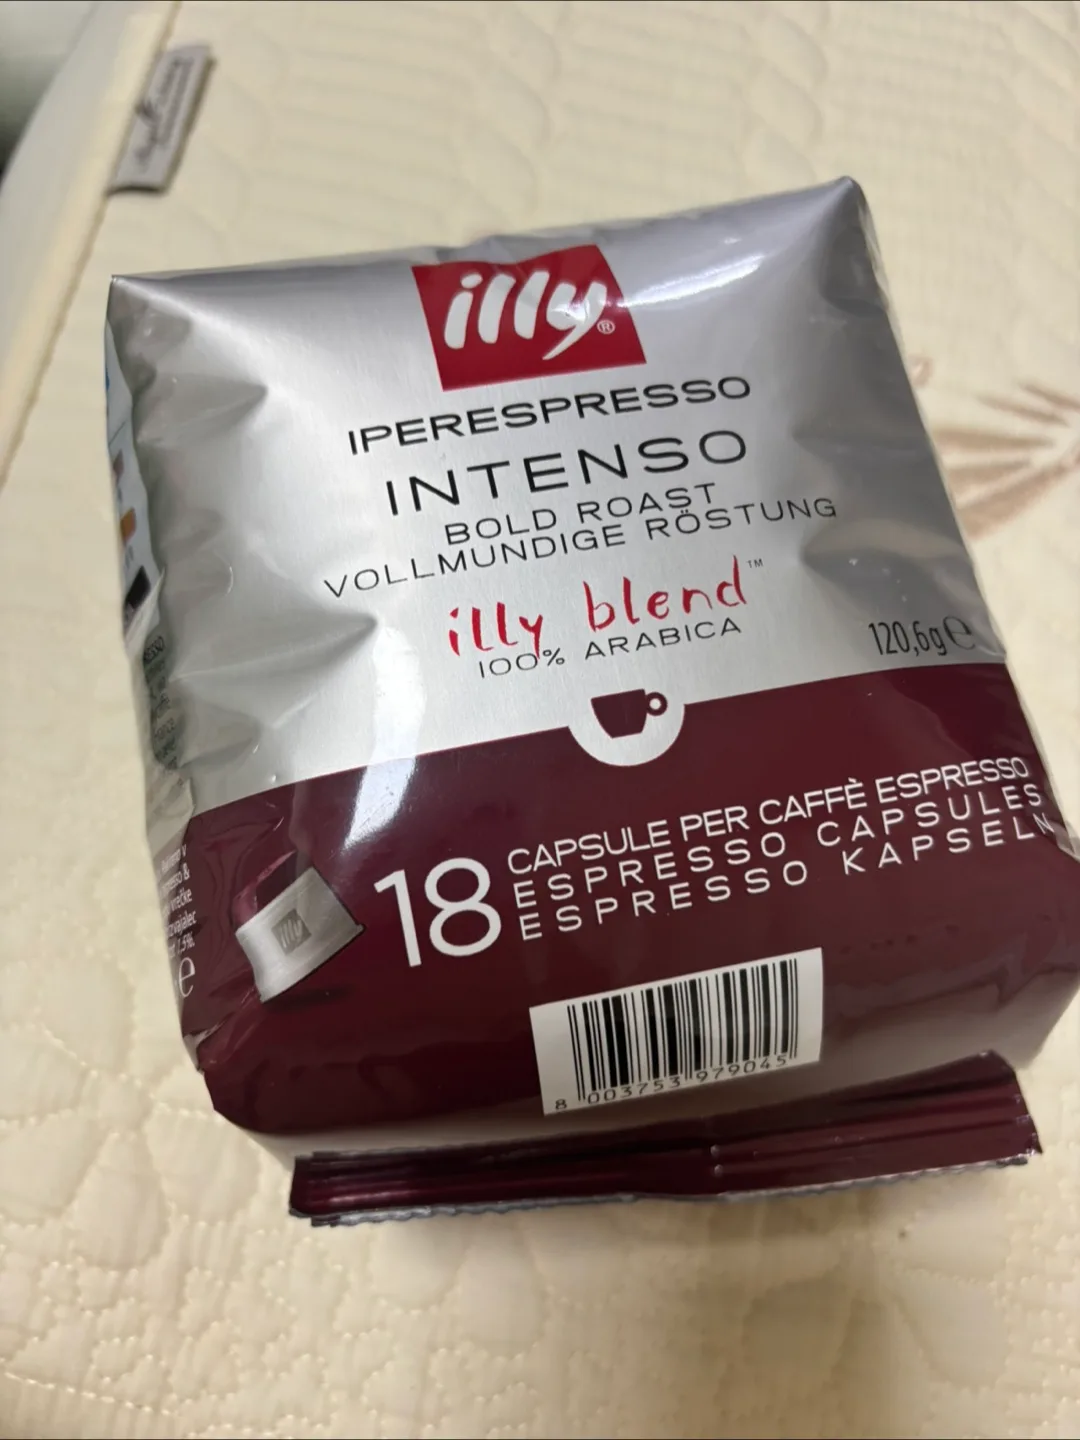 illy®
IPERESPRESSO
INTENSO
BOLD ROAST
VOLLMUNDIGE RÖSTUNG
illy blend™
100% ARABICA
120,6g e
18
CAPSULE PER CAFFÈ ESPRESSO
ESPRESSO CAPSULES
ESPRESSO KAPSELN
illy
8 003753 979045